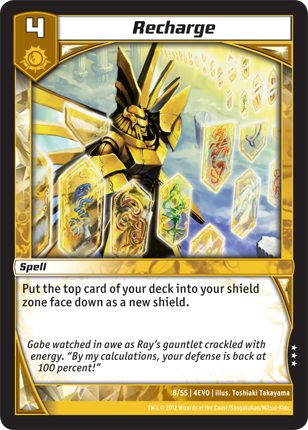 4
Recharge
Spell
Put the top card of your deck into your shield
zone face down as a new shield.
Gabe watched in awe as Ray's gauntlet crackled with
energy. “By my calculations, your defense is back at
100 percent!”
8/55 | 4EVO | Illus. Toshiaki Takayama
TM & © 2012 Wizards of the Coast/Shogakukan/Mitsui-Kids